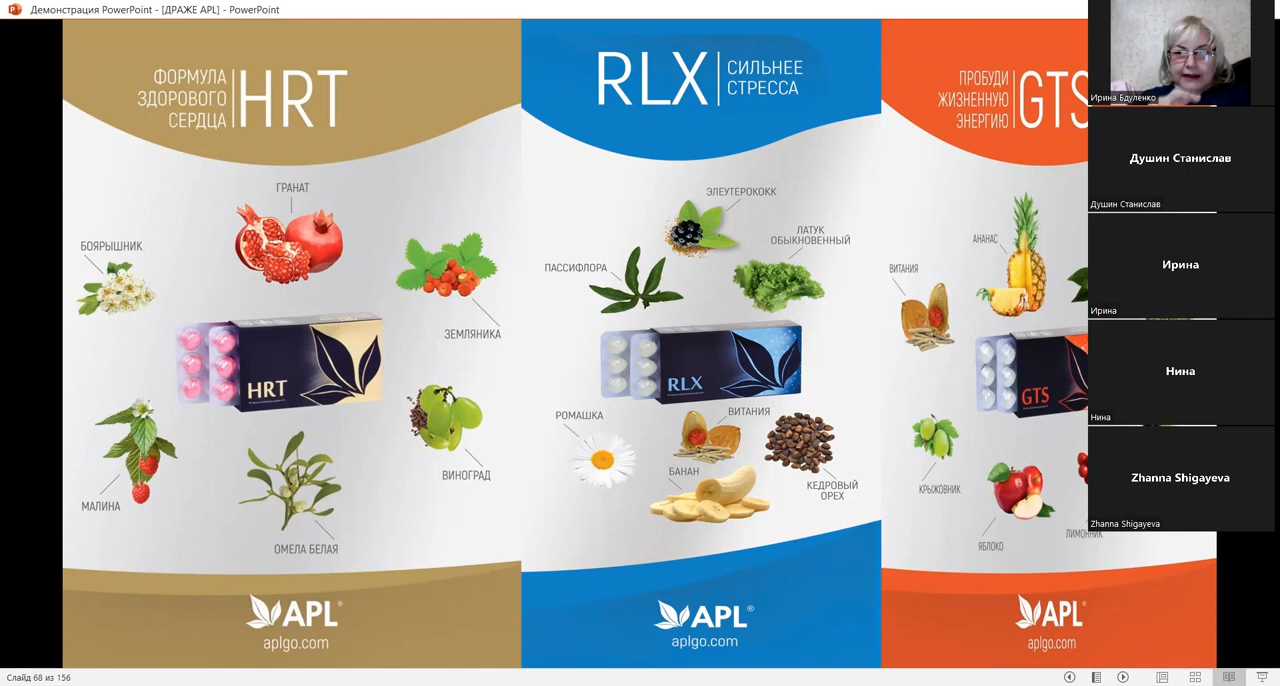 Демонстрация PowerPoint - [ДРАЖЕ APL] - PowerPoint
ФОРМУЛА
ЗДОРОВОГО
СЕРДЦА
HRT
ГРАНАТ
БОЯРЫШНИК
ЗЕМЛЯНИКА
HRT
МАЛИНА
ВИНОГРАД
ОМЕЛА БЕЛАЯ
APL®
aplgo.com
RLX
СИЛЬНЕЕ
СТРЕССА
ЭЛЕУТЕРОКОКК
ЛАТУК
ОБЫКНОВЕННЫЙ
ПАССИФЛОРА
RLX
РОМАШКА
ВИТАНИЯ
БАНАН
КЕДРОВЫЙ
ОРЕХ
APL®
aplgo.com
ПРОБУДИ
ЖИЗНЕННУЮ
ЭНЕРГИЮ
GTS
АНАНАС
ВИТАНИЯ
GTS
КРЫЖОВНИК
ЯБЛОКО
ЛИМОННИК
APL®
aplgo.com
Ирина Бдуленко
Душин Станислав
Душин Станислав
Ирина
Ирина
Нина
Нина
Zhanna Shigayeva
Zhanna Shigayeva
Слайд 68 из 156